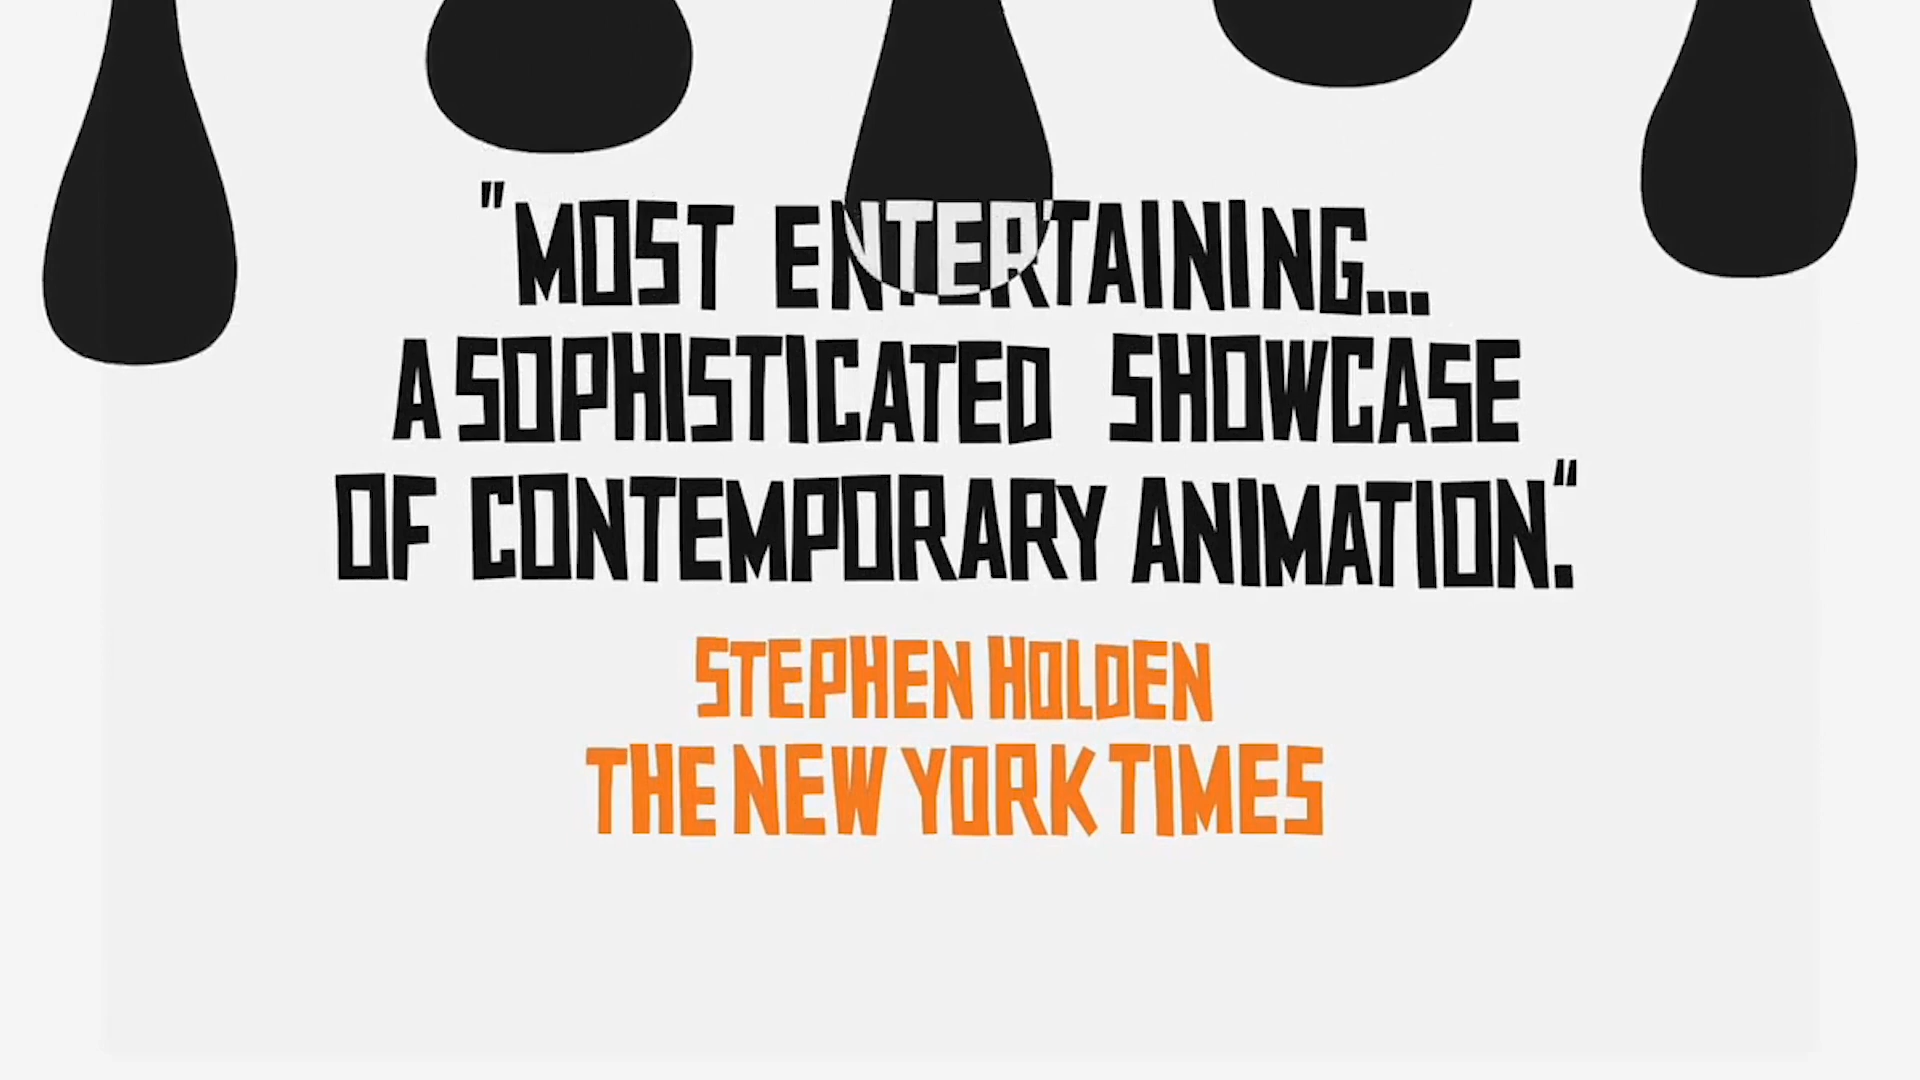 "MOST ENTERTAINING...
A SOPHISTICATED SHOWCASE
OF CONTEMPORARY ANIMATION."
STEPHEN HOLDEN
THE NEW YORK TIMES